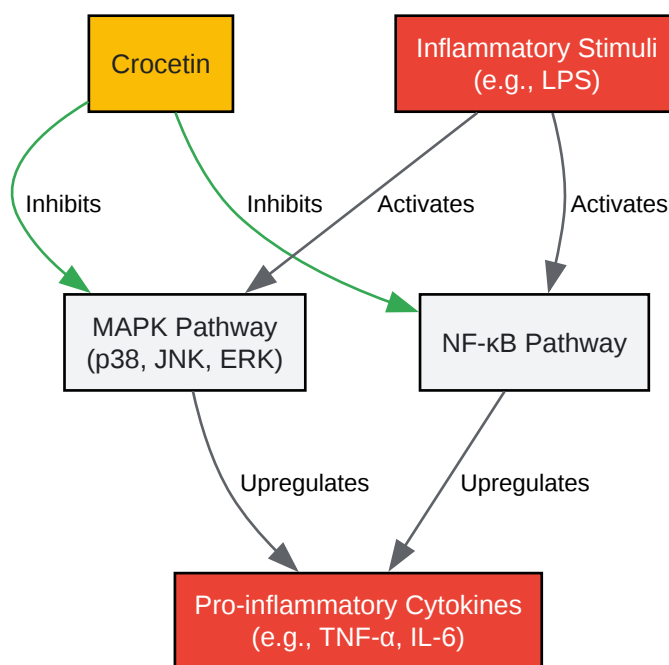 Crocetin
Inflammatory Stimuli
(e.g., LPS)
Inhibits
Inhibits
Activates
Activates
MAPK Pathway
(p38, JNK, ERK)
NF-κB Pathway
Upregulates
Upregulates
Pro-inflammatory Cytokines
(e.g., TNF-α, IL-6)